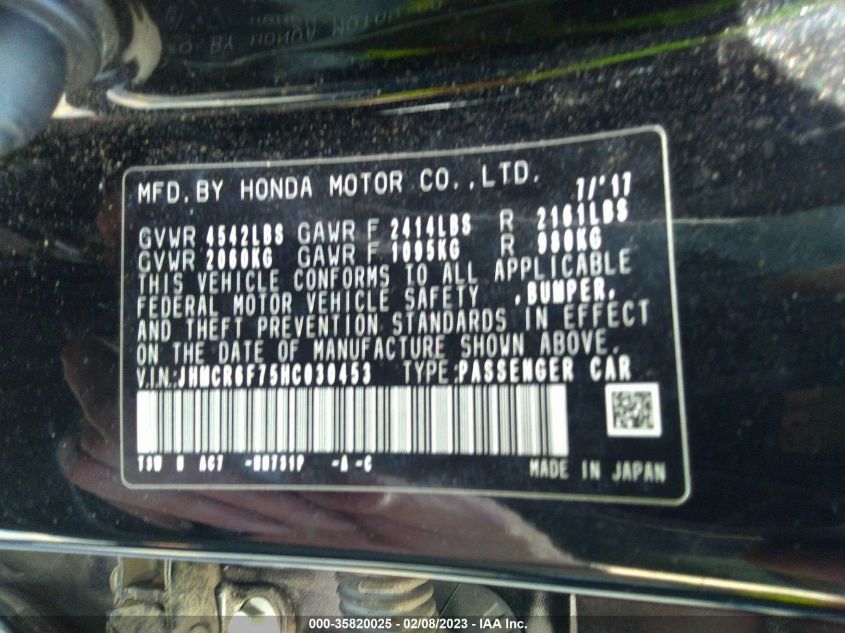 MFD.BY HONDA MOTOR CO.,LTD. 7/'17
GVWR 4542LBS GAWR F 2414LBS R 2161LBS
GVWR 2060KG GAWR F 1095KG R 980KG
THIS VEHICLE CONFORMS TO ALL APPLICABLE
FEDERAL MOTOR VEHICLE SAFETY ,BUMPER,
AND THEFT PREVENTION STANDARDS IN EFFECT
ON THE DATE OF MANUFACTURE SHOWN ABOVE.
V.I.N:JHMCR6F75HC030453 TYPE:PASSENGER CAR
AC7 -NH731P -A -C MADE IN JAPAN
000-35820025 - 02/08/2023 - IAA Inc.